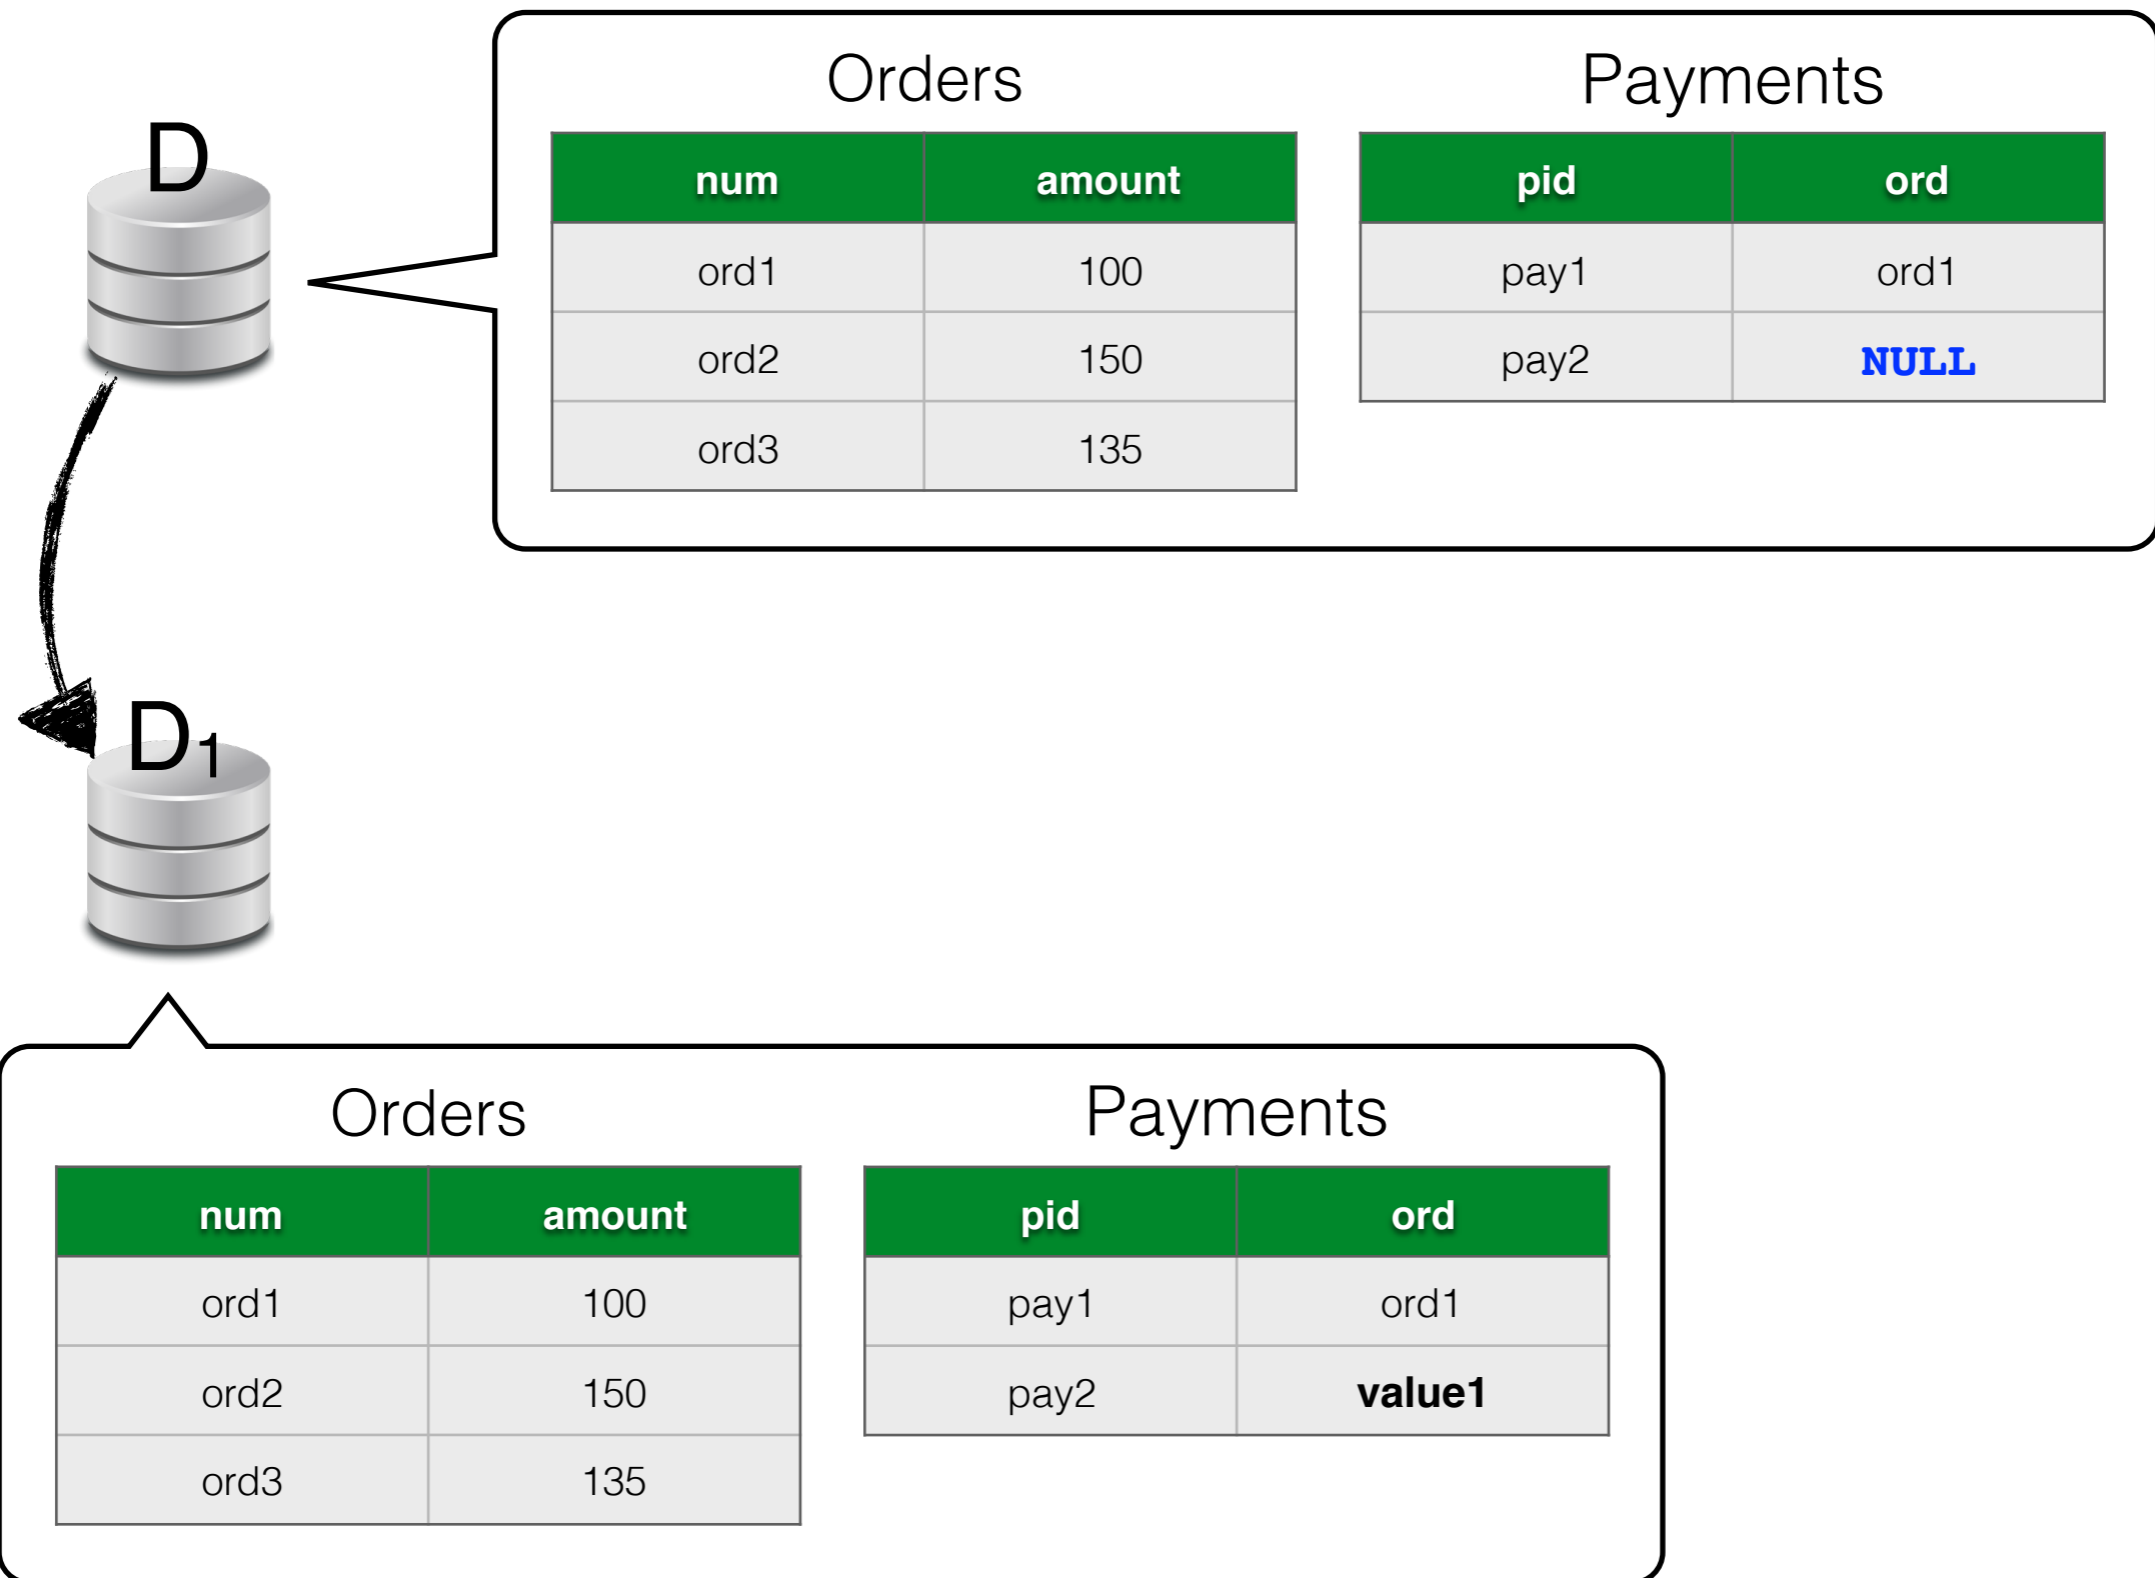 D
Orders
Payments
num amount
pid ord
ord1 100
pay1 ord1
ord2 150
pay2 NULL
ord3 135
D1
Orders
Payments
num amount
pid ord
ord1 100
pay1 ord1
ord2 150
pay2 value1
ord3 135